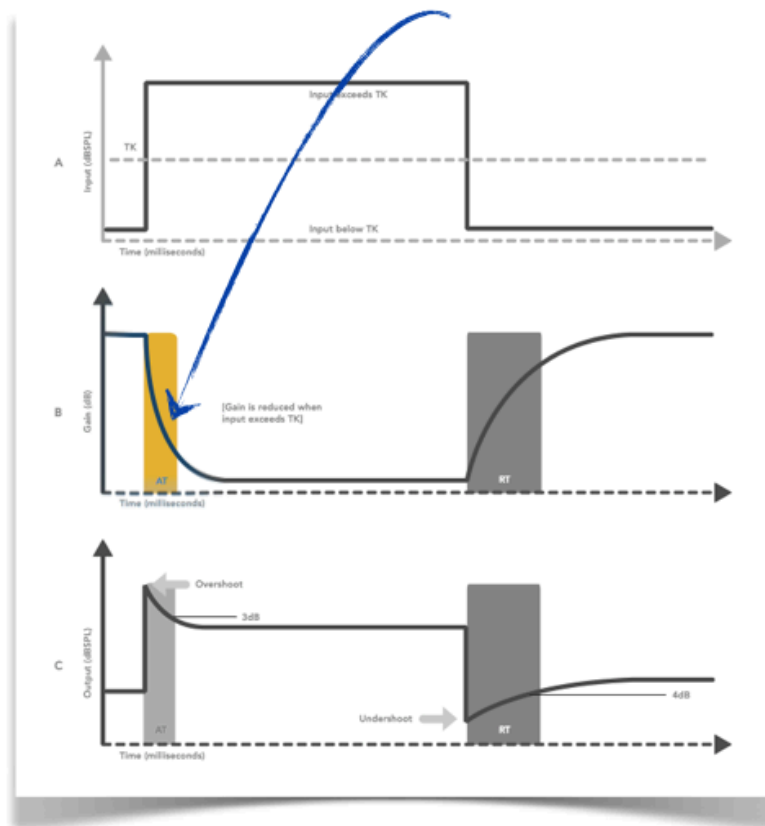 Input exceeds TK
TK
A
Input (dBSPL)
Input below TK
Time (milliseconds)
B
Gain (dB)
[Gain is reduced when
input exceeds TK]
AT
RT
Time (milliseconds)
Overshoot
3dB
C
Output (dBSPL)
4dB
Undershoot
AT
RT
Time (milliseconds)